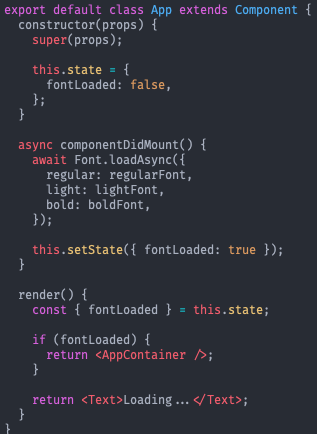 export default class App extends Component {
  constructor(props) {
    super(props);

    this.state = {
      fontLoaded: false,
    };
  }

  async componentDidMount() {
    await Font.loadAsync({
      regular: regularFont,
      light: lightFont,
      bold: boldFont,
    });

    this.setState({ fontLoaded: true });
  }

  render() {
    const { fontLoaded } = this.state;

    if (fontLoaded) {
      return <AppContainer />;
    }

    return <Text>Loading...</Text>;
  }
}